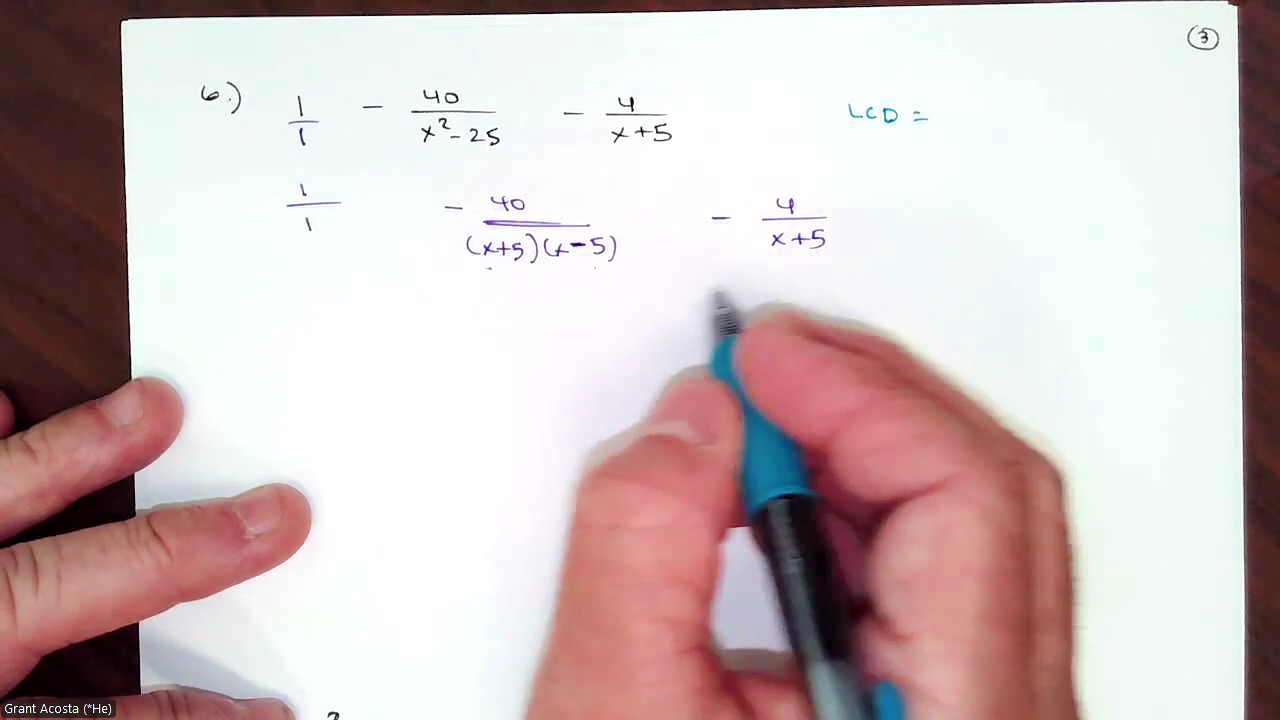 ③
6.) 1/1 - 40/(x²-25) - 4/(x+5) LCD =
1/1 - 40/((x+5)(x-5)) - 4/(x+5)
Grant Acosta (*He)